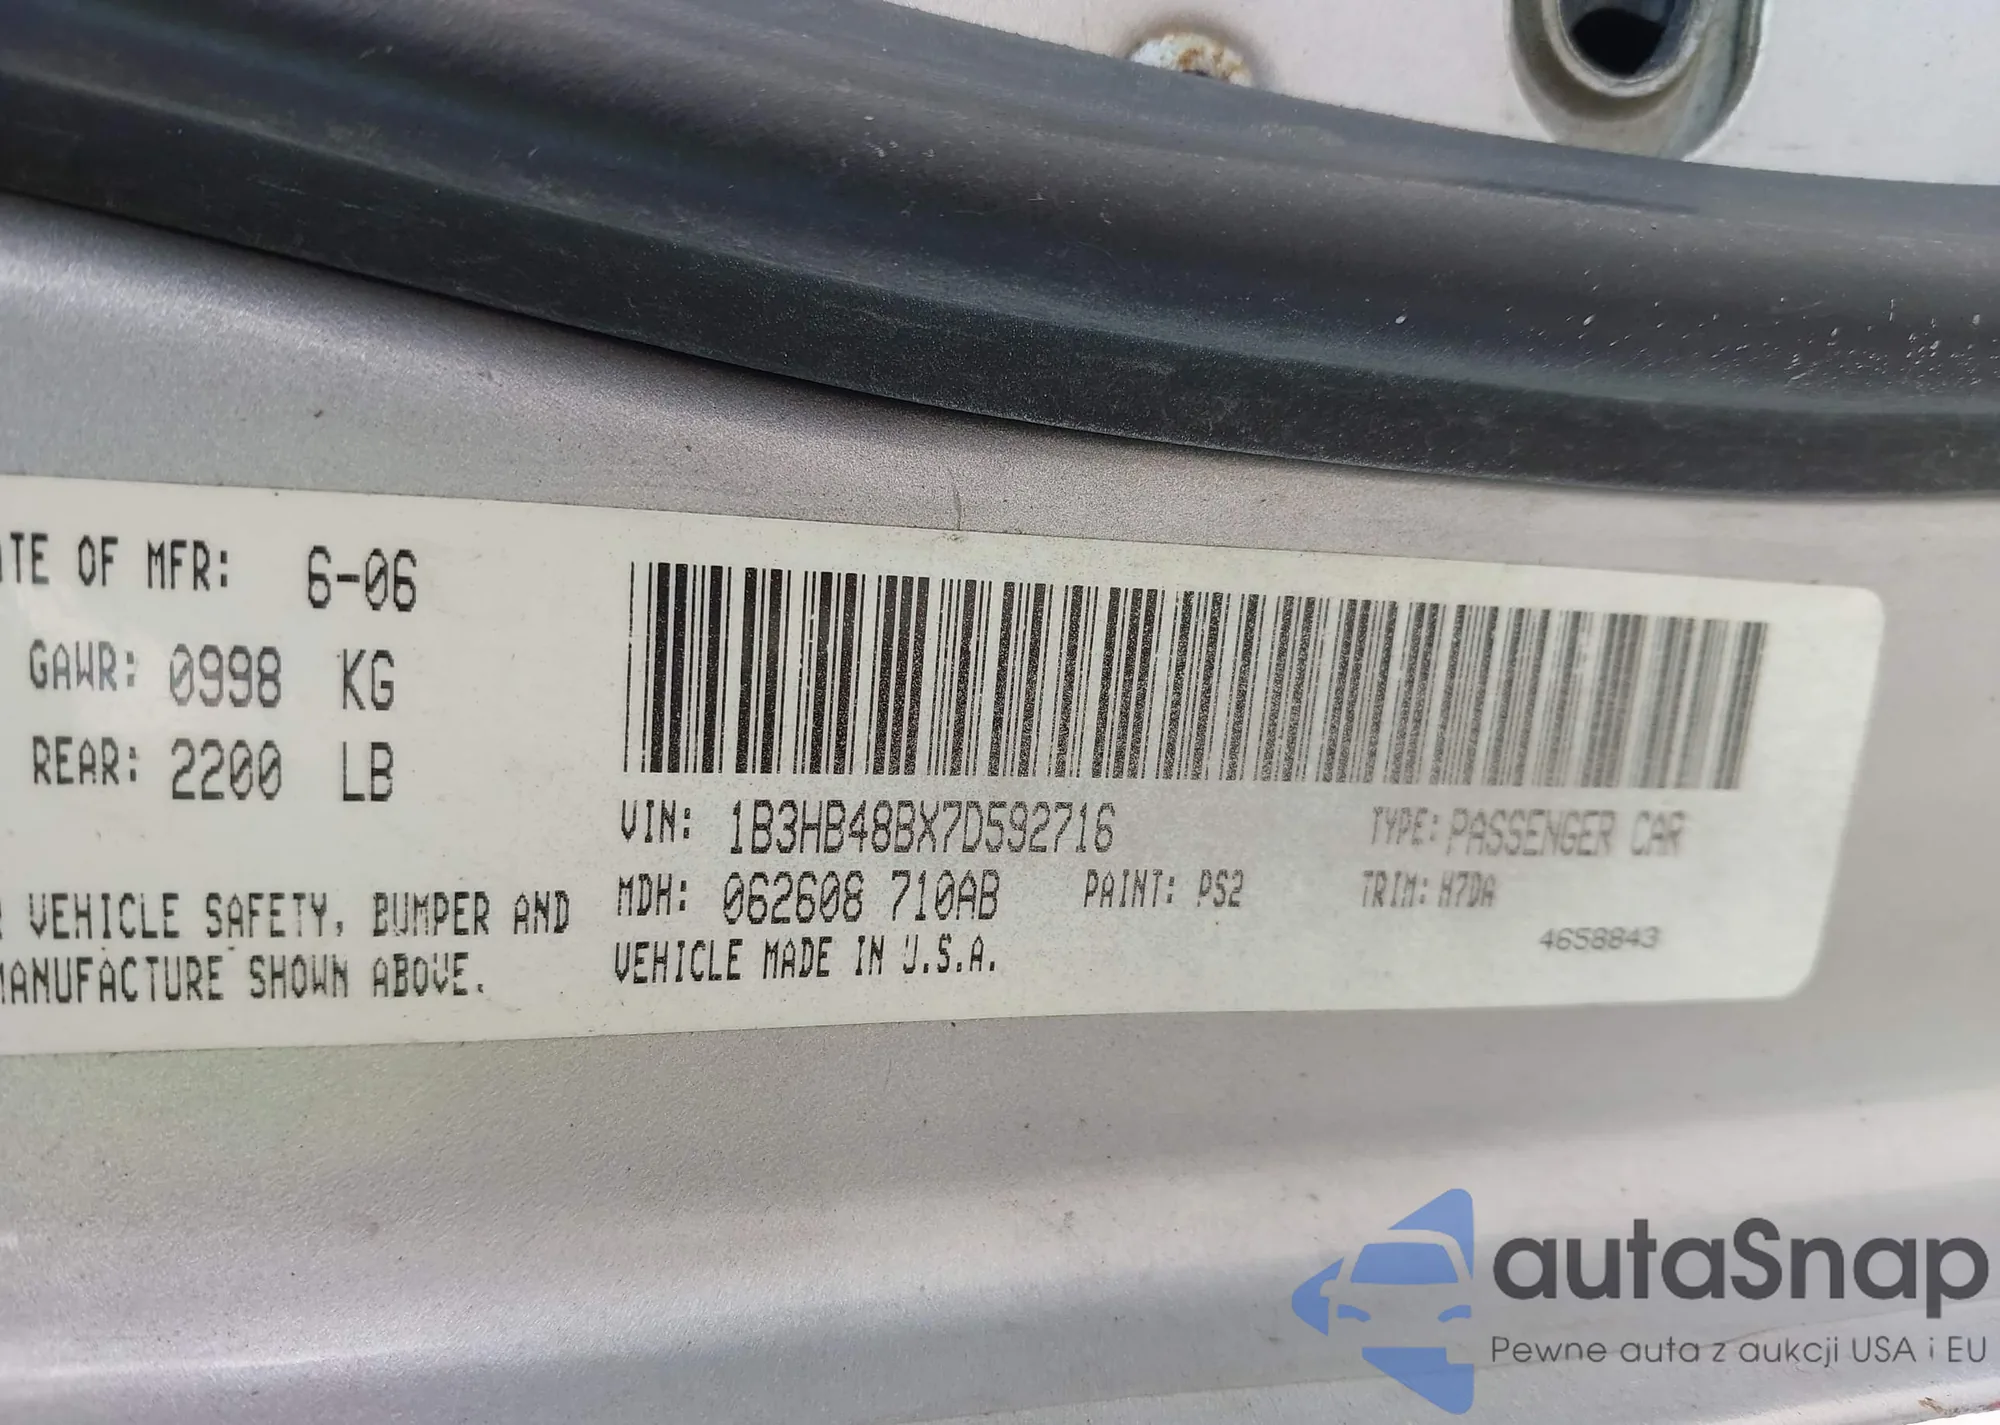 ATE OF MFR: 6-06
GAWR: 0998 KG
REAR: 2200 LB
VIN: 1B3HB48BX7D592716 TYPE: PASSENGER CAR
MDH: 062608 710AB PAINT: PS2 TRIM: H7DA
4658843
VEHICLE MADE IN U.S.A.
R VEHICLE SAFETY, BUMPER AND
MANUFACTURE SHOWN ABOVE.
autaSnap
Pewne auta z aukcji USA i EU